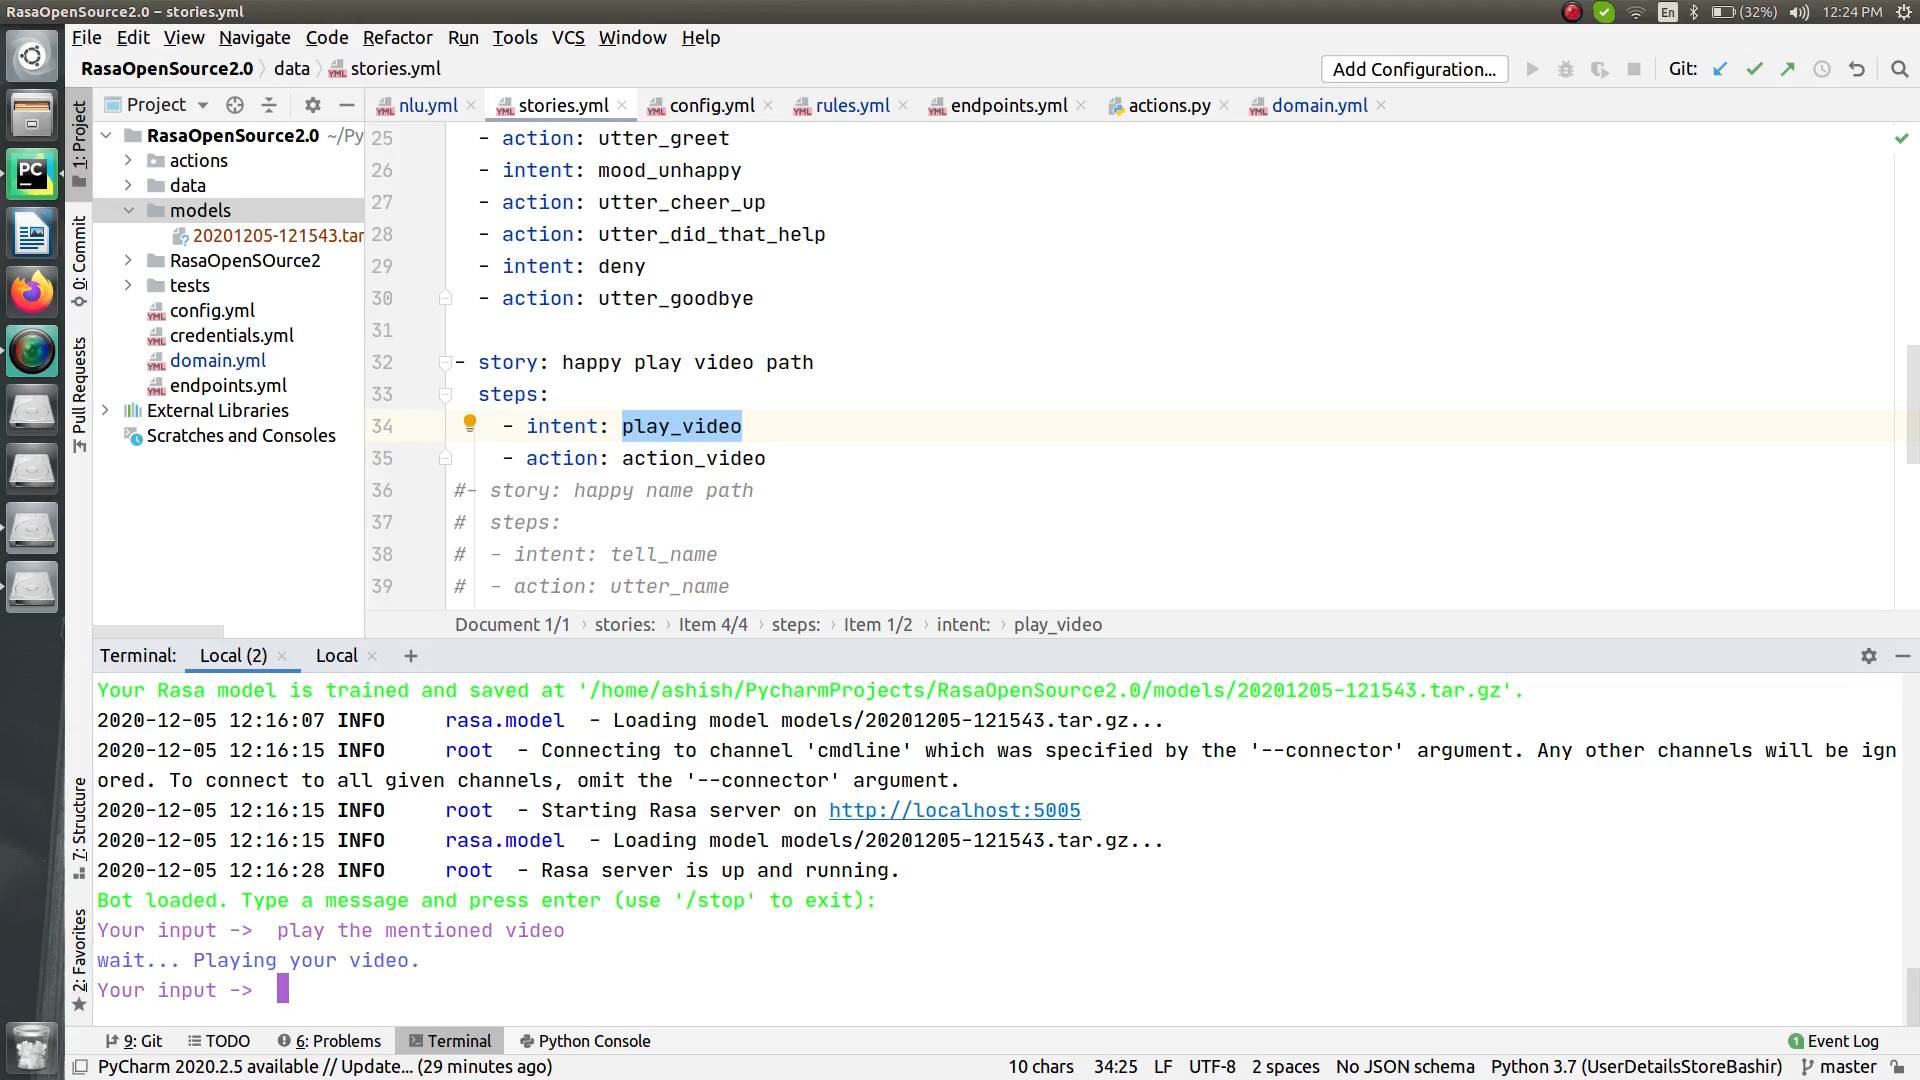 RasaOpenSource2.0 – stories.yml
En (32%) 12:24 PM
File Edit View Navigate Code Refactor Run Tools VCS Window Help
RasaOpenSource2.0 data stories.yml Add Configuration... Git:
Project nlu.yml stories.yml config.yml rules.yml endpoints.yml actions.py domain.yml
1: Project
0: Commit
Pull Requests
7: Structure
2: Favorites
PC
RasaOpenSource2.0 ~/Py
actions
data
models
20201205-121543.tar
RasaOpenSOurce2
tests
config.yml
credentials.yml
domain.yml
endpoints.yml
External Libraries
Scratches and Consoles
25 - action: utter_greet
26 - intent: mood_unhappy
27 - action: utter_cheer_up
28 - action: utter_did_that_help
29 - intent: deny
30 - action: utter_goodbye
31
32 - story: happy play video path
33 steps:
34 - intent: play_video
35 - action: action_video
36 #- story: happy name path
37 # steps:
38 # - intent: tell_name
39 # - action: utter_name
Document 1/1 › stories: › Item 4/4 › steps: › Item 1/2 › intent: › play_video
Terminal: Local (2) Local +
Your Rasa model is trained and saved at '/home/ashish/PycharmProjects/RasaOpenSource2.0/models/20201205-121543.tar.gz'.
2020-12-05 12:16:07 INFO rasa.model - Loading model models/20201205-121543.tar.gz...
2020-12-05 12:16:15 INFO root - Connecting to channel 'cmdline' which was specified by the '--connector' argument. Any other channels will be ign
ored. To connect to all given channels, omit the '--connector' argument.
2020-12-05 12:16:15 INFO root - Starting Rasa server on http://localhost:5005
2020-12-05 12:16:15 INFO rasa.model - Loading model models/20201205-121543.tar.gz...
2020-12-05 12:16:28 INFO root - Rasa server is up and running.
Bot loaded. Type a message and press enter (use '/stop' to exit):
Your input -> play the mentioned video
wait... Playing your video.
Your input ->
9: Git TODO 6: Problems Terminal Python Console 1 Event Log
PyCharm 2020.2.5 available // Update... (29 minutes ago) 10 chars 34:25 LF UTF-8 2 spaces No JSON schema Python 3.7 (UserDetailsStoreBashir) master